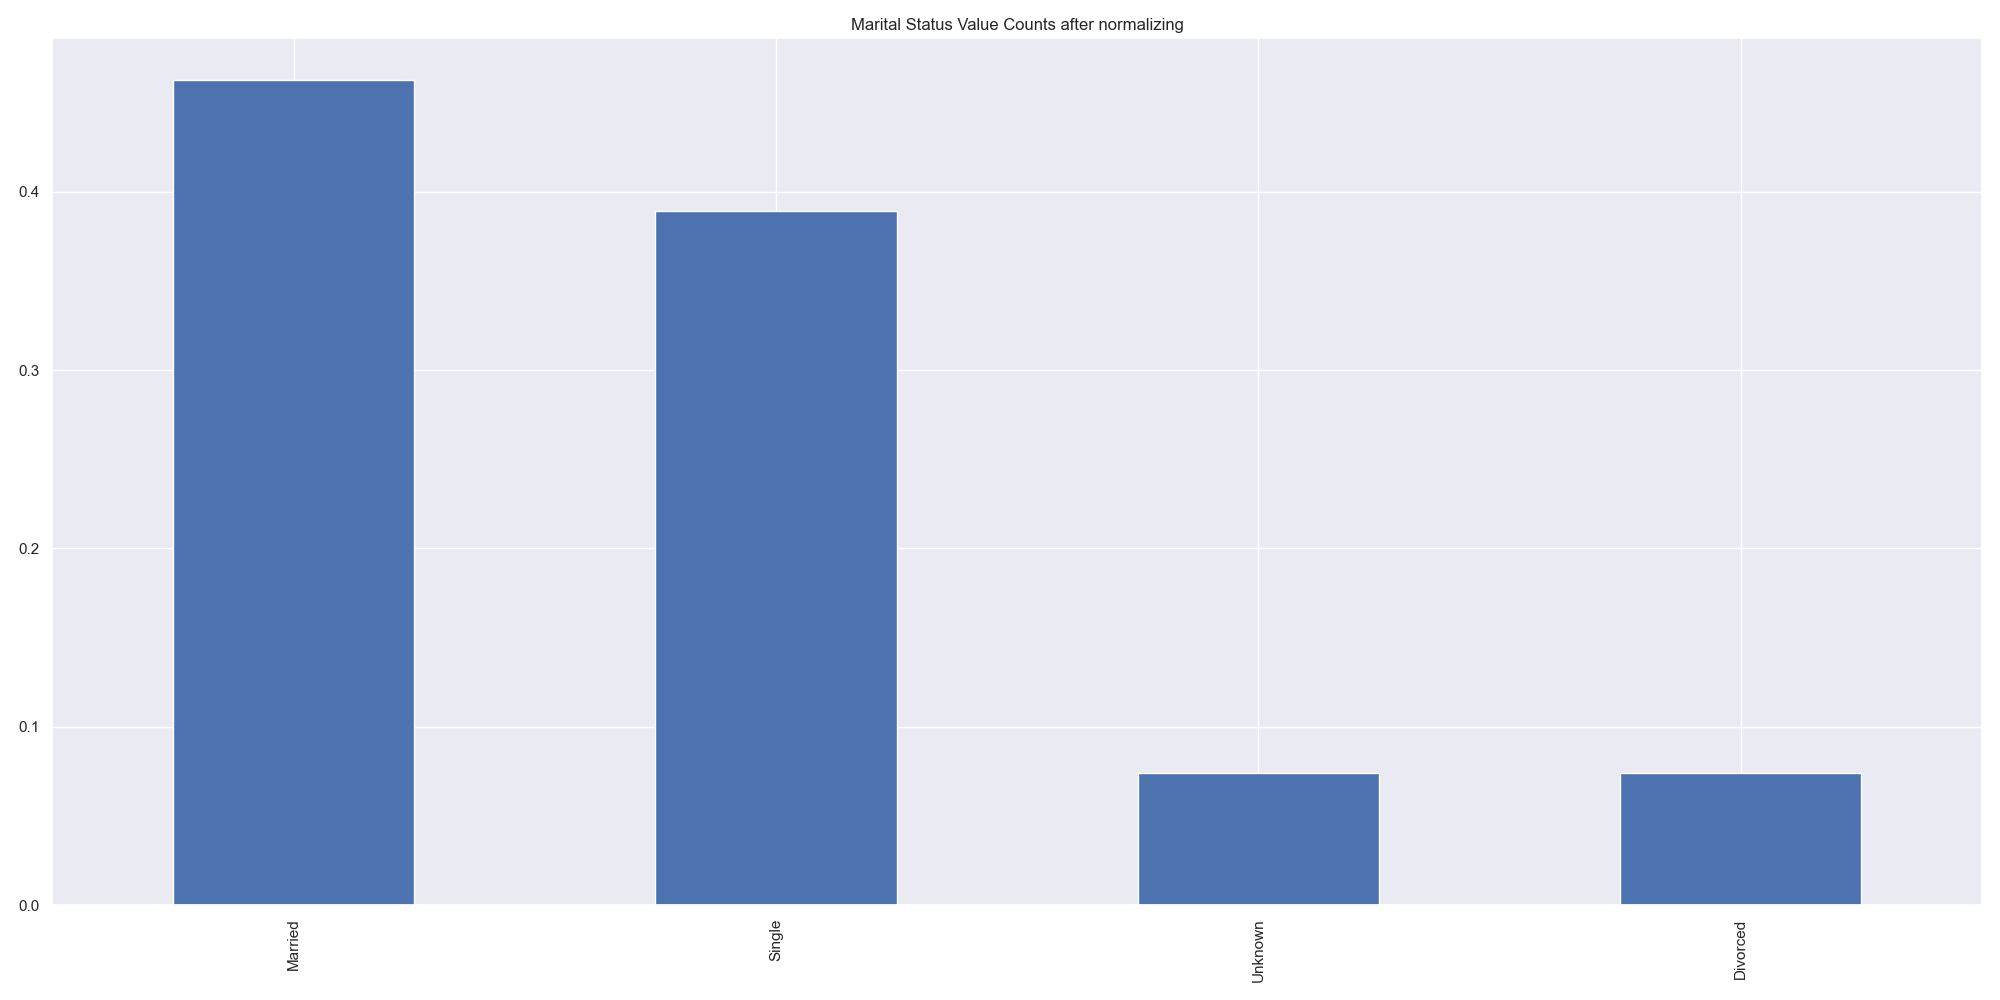 Marital Status Value Counts after normalizing
0.4
0.3
0.2
0.1
0.0
Married
Single
Unknown
Divorced